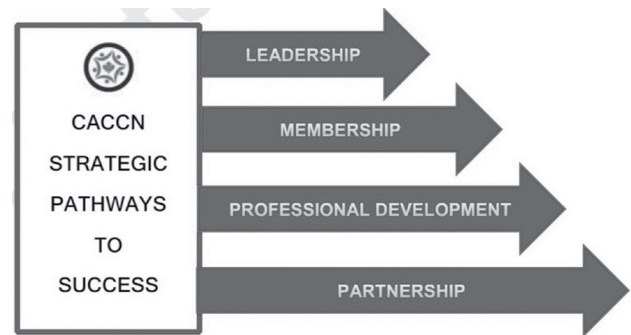 CACCN
STRATEGIC
PATHWAYS
TO
SUCCESS
LEADERSHIP
MEMBERSHIP
PROFESSIONAL DEVELOPMENT
PARTNERSHIP